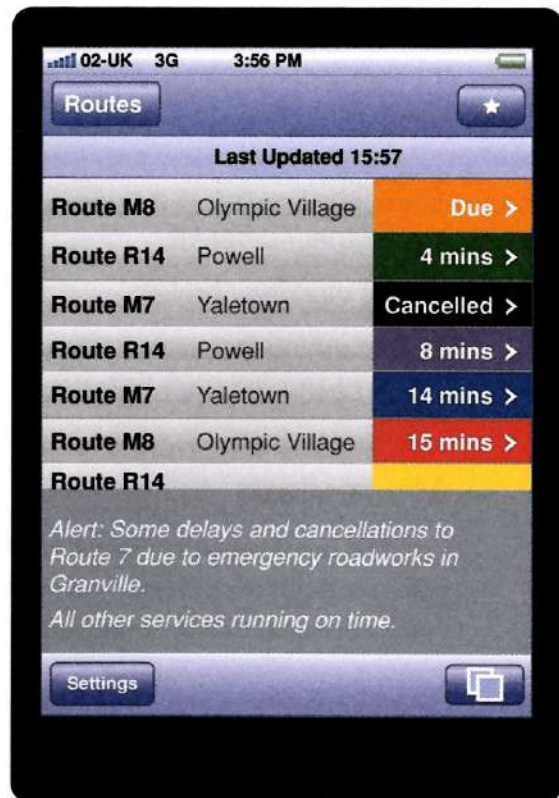 02-UK 3G 3:56 PM
Routes
Last Updated 15:57
Route M8 Olympic Village Due >
Route R14 Powell 4 mins >
Route M7 Yaletown Cancelled >
Route R14 Powell 8 mins >
Route M7 Yaletown 14 mins >
Route M8 Olympic Village 15 mins >
Route R14
Alert: Some delays and cancellations to
Route 7 due to emergency roadworks in
Granville.
All other services running on time.
Settings